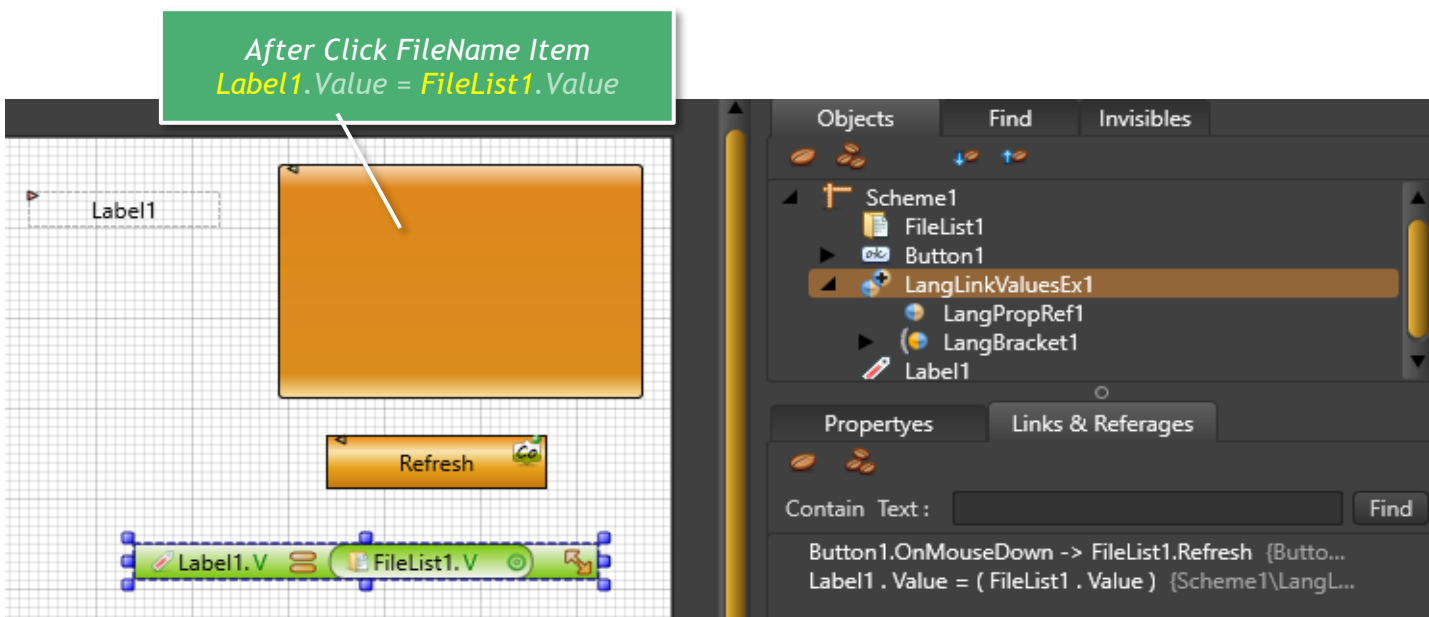 After Click FileName Item
Label1.Value = FileList1.Value
Objects Find Invisibles
Label1
Scheme1
FileList1
ok Button1
LangLinkValuesEx1
LangPropRef1
( LangBracket1
Label1
Refresh Go
Propertyes Links & Referages
Contain Text : Find
Label1.V = ( FileList1.V )
Button1.OnMouseDown -> FileList1.Refresh {Butto...
Label1 . Value = ( FileList1 . Value ) {Scheme1\LangL...